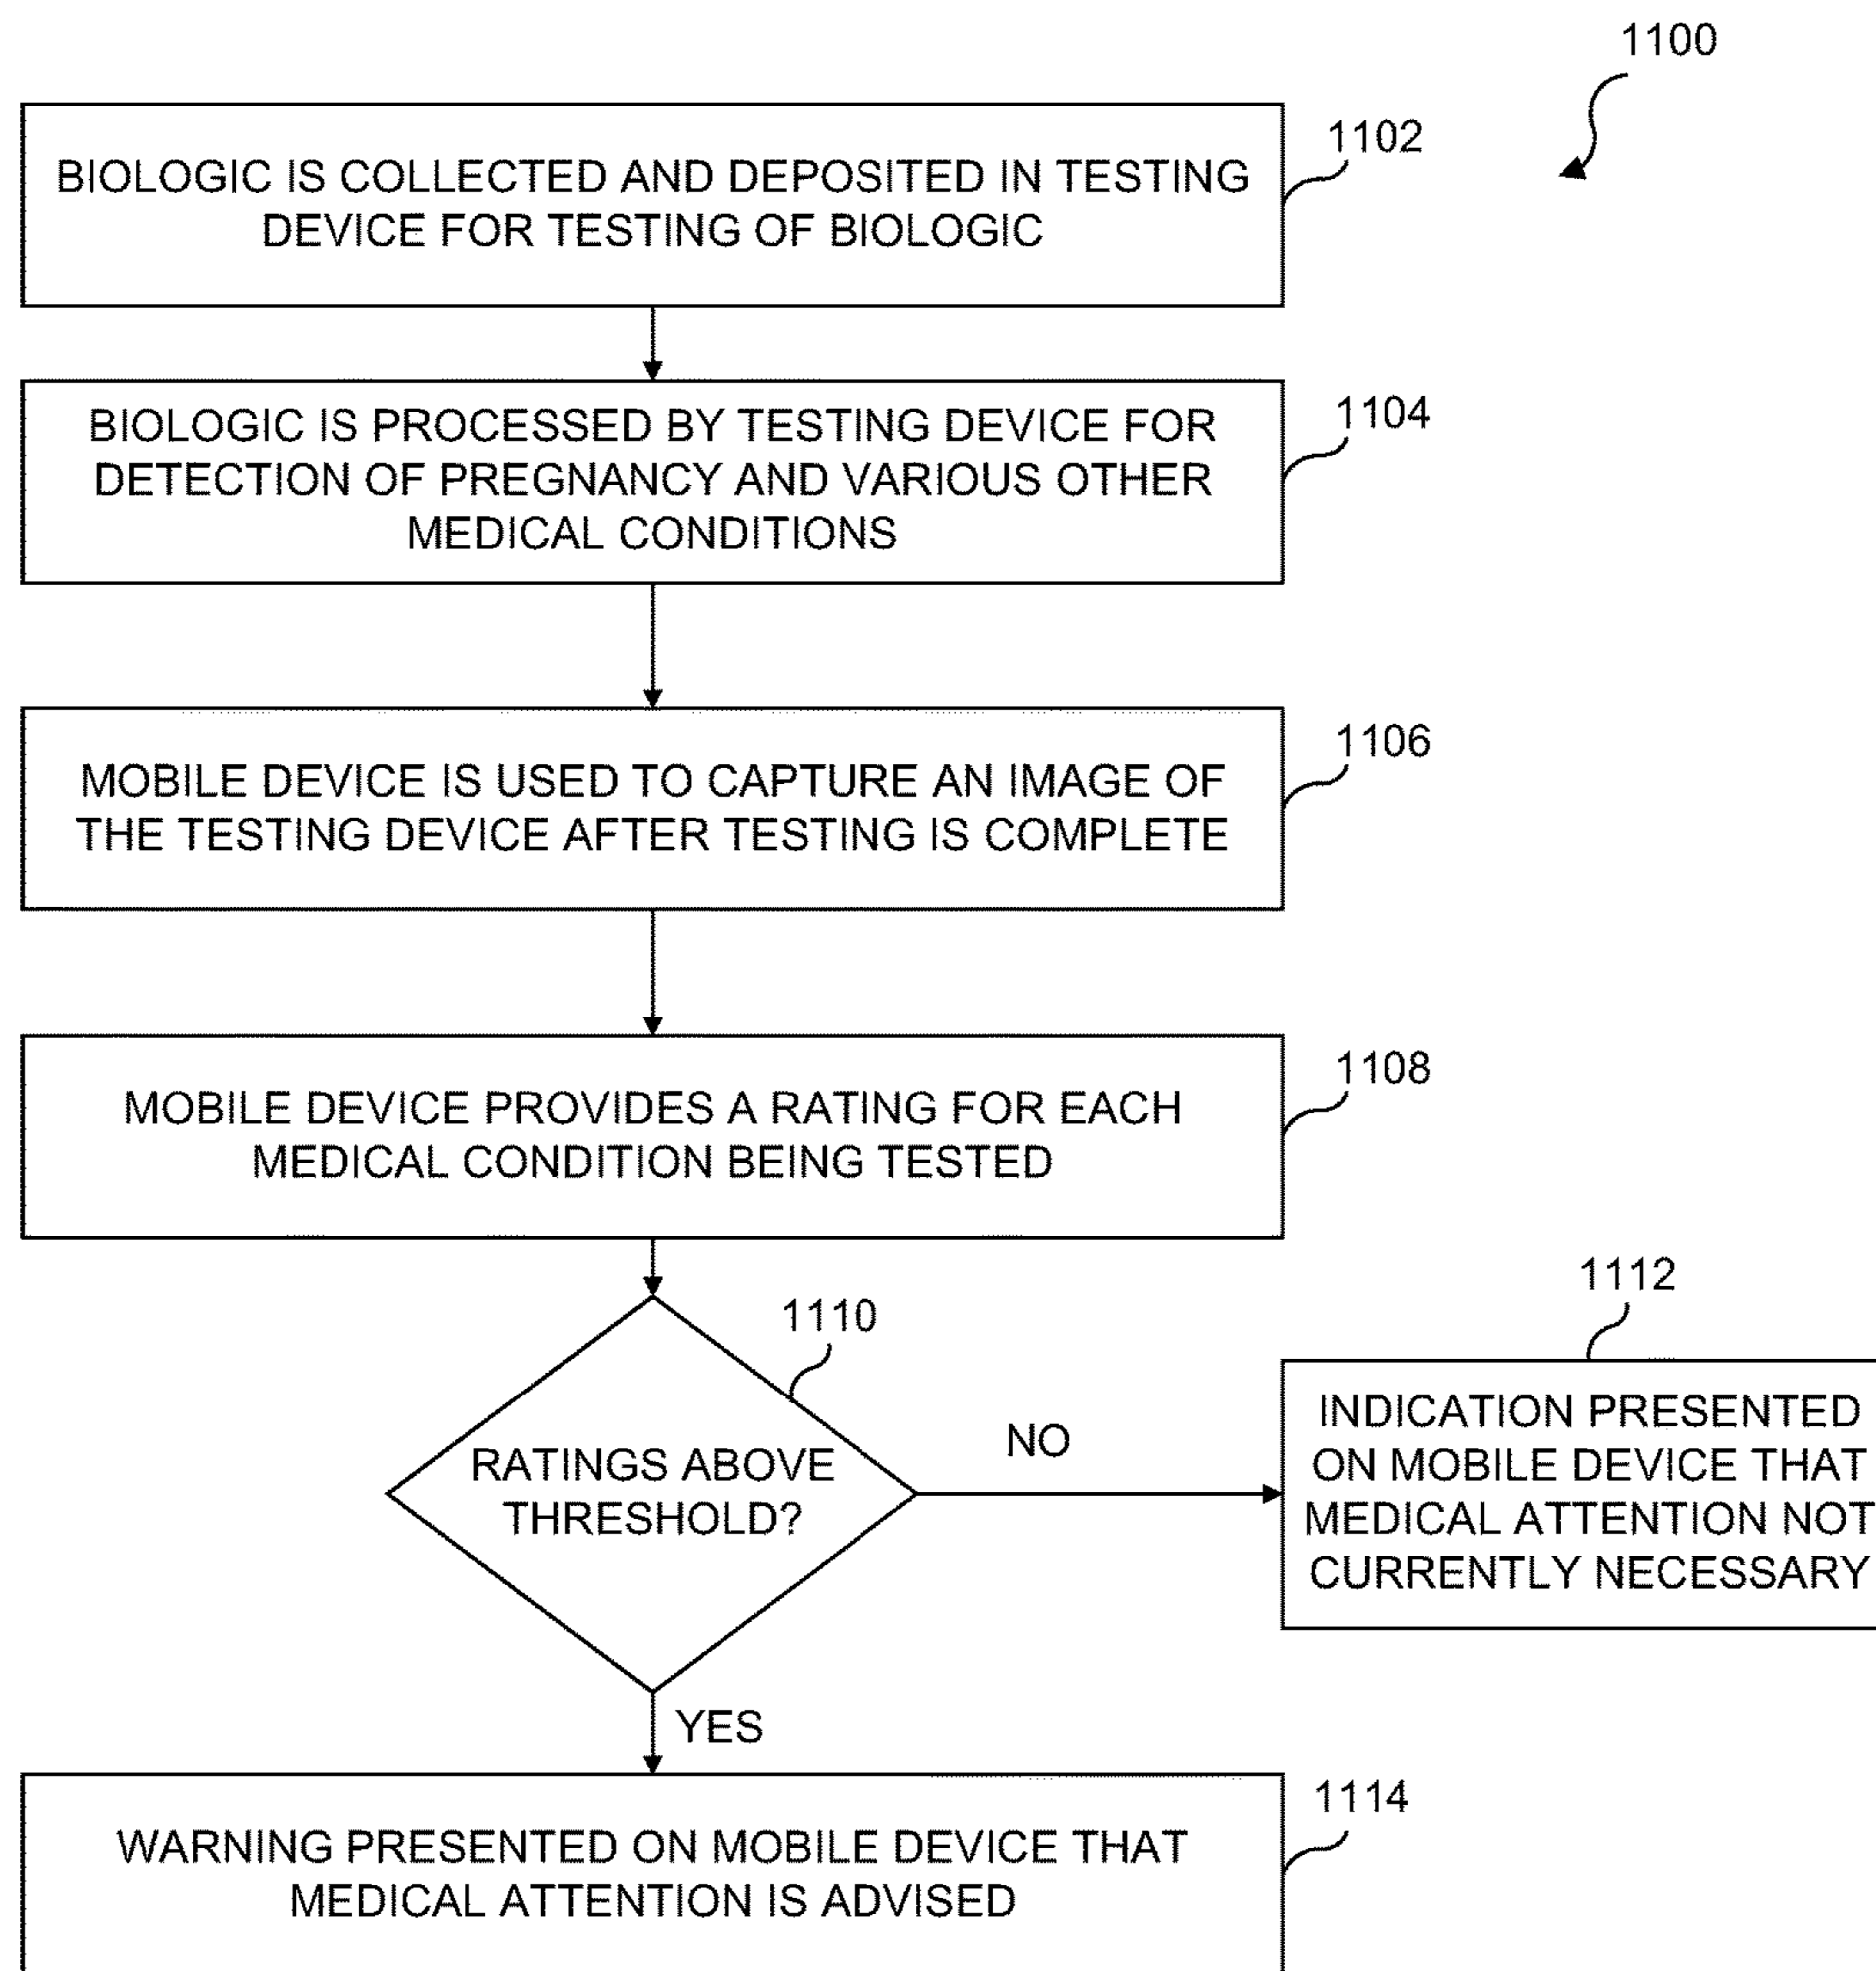 1100
BIOLOGIC IS COLLECTED AND DEPOSITED IN TESTING
DEVICE FOR TESTING OF BIOLOGIC
1102
BIOLOGIC IS PROCESSED BY TESTING DEVICE FOR
DETECTION OF PREGNANCY AND VARIOUS OTHER
MEDICAL CONDITIONS
1104
MOBILE DEVICE IS USED TO CAPTURE AN IMAGE OF
THE TESTING DEVICE AFTER TESTING IS COMPLETE
1106
MOBILE DEVICE PROVIDES A RATING FOR EACH
MEDICAL CONDITION BEING TESTED
1108
RATINGS ABOVE
THRESHOLD?
1110
NO
1112
INDICATION PRESENTED
ON MOBILE DEVICE THAT
MEDICAL ATTENTION NOT
CURRENTLY NECESSARY
YES
WARNING PRESENTED ON MOBILE DEVICE THAT
MEDICAL ATTENTION IS ADVISED
1114